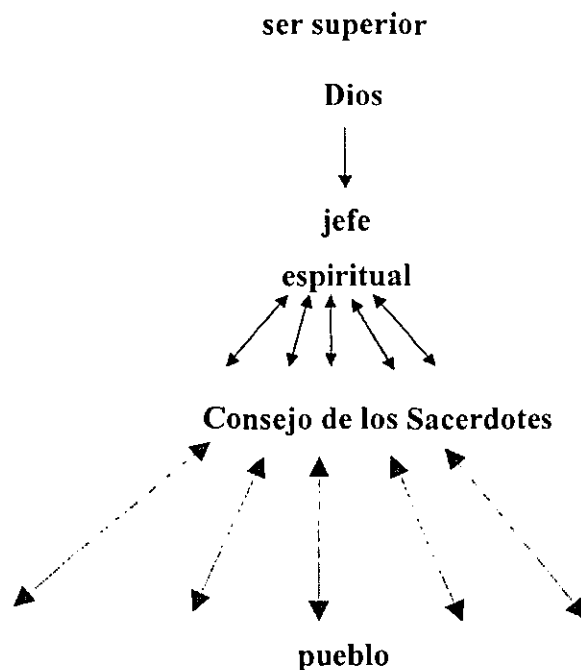 ser superior
Dios
jefe
espiritual
Consejo de los Sacerdotes
pueblo